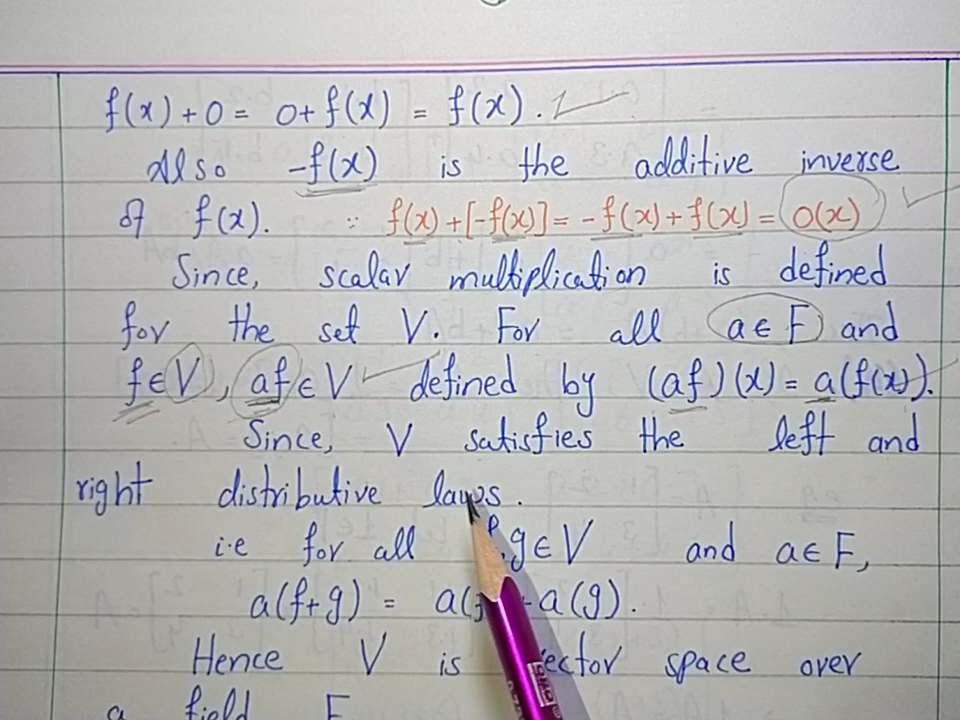 f(x) + 0 = 0 + f(x) = f(x).
Also -f(x) is the additive inverse
of f(x). ∵ f(x) + [-f(x)] = -f(x) + f(x) = 0(x)
Since, scalar multiplication is defined
for the set V. For all a ∈ F and
f ∈ V, af ∈ V defined by (af)(x) = a(f(x)).
Since, V satisfies the left and
right distributive laws.
i.e for all f, g ∈ V and a ∈ F,
a(f+g) = a(f) + a(g).
Hence V is ector space over
a field F